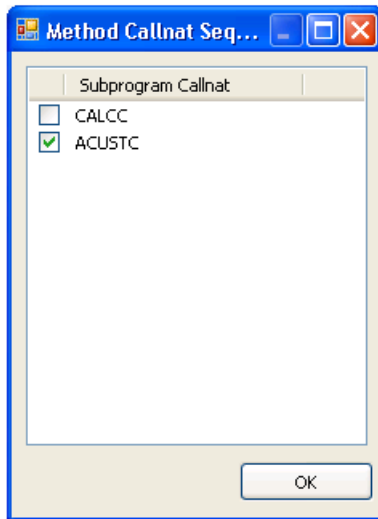 Method Callnat Seq...
Subprogram Callnat
CALCC
ACUSTC
OK